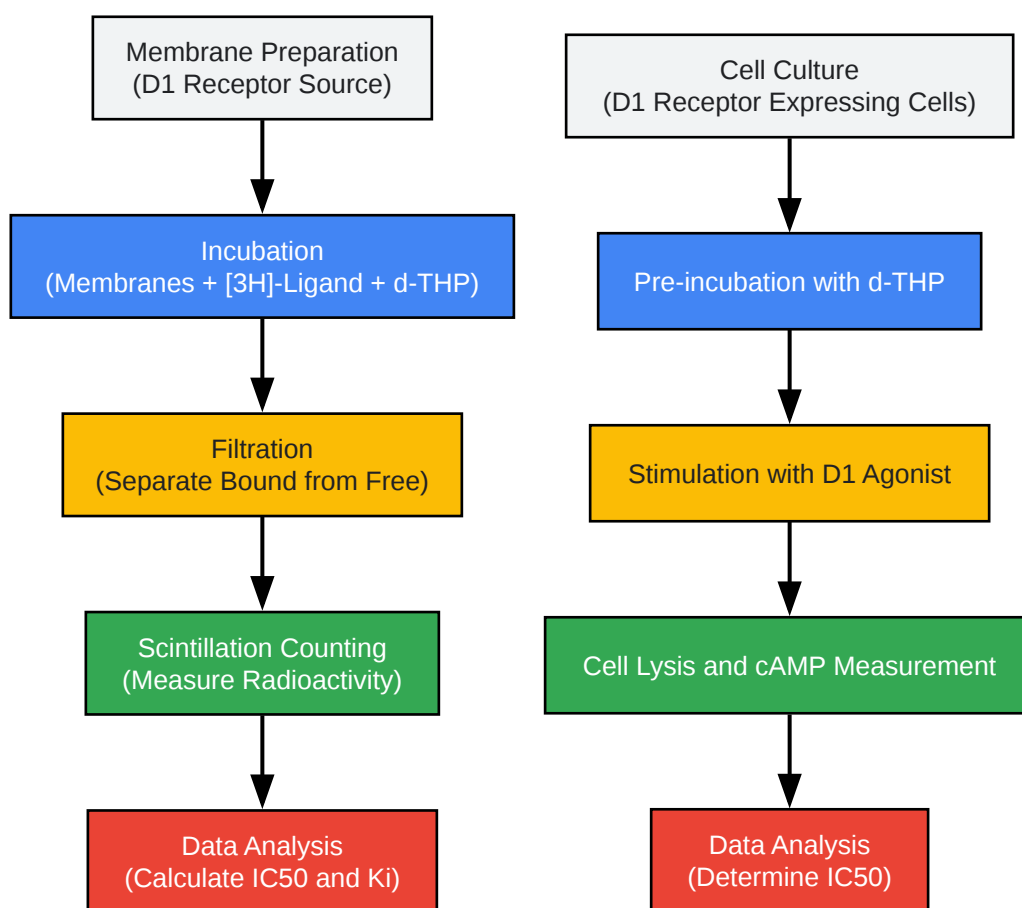 Membrane Preparation
(D1 Receptor Source)
Incubation
(Membranes + [3H]-Ligand + d-THP)
Filtration
(Separate Bound from Free)
Scintillation Counting
(Measure Radioactivity)
Data Analysis
(Calculate IC50 and Ki)
Cell Culture
(D1 Receptor Expressing Cells)
Pre-incubation with d-THP
Stimulation with D1 Agonist
Cell Lysis and cAMP Measurement
Data Analysis
(Determine IC50)